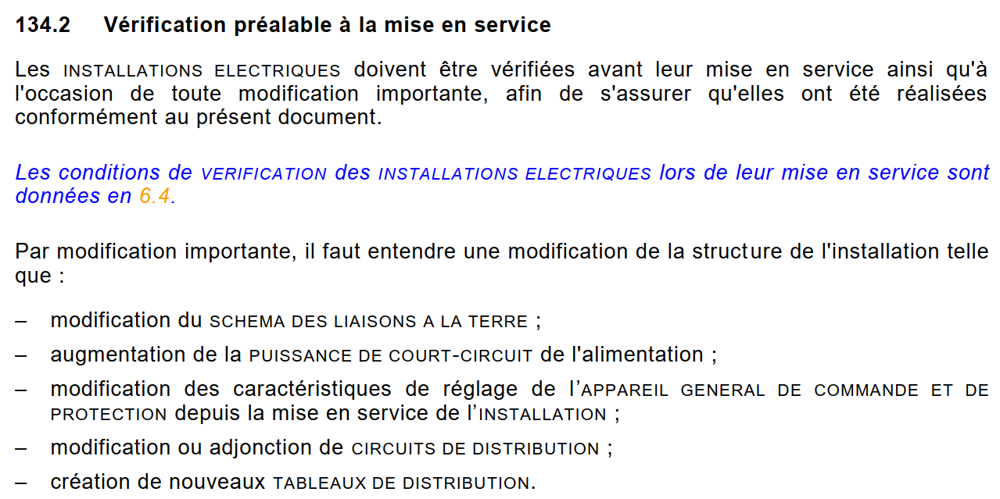 134.2 Vérification préalable à la mise en service
Les INSTALLATIONS ELECTRIQUES doivent être vérifiées avant leur mise en service ainsi qu'à
l'occasion de toute modification importante, afin de s'assurer qu'elles ont été réalisées
conformément au présent document.
Les conditions de VERIFICATION des INSTALLATIONS ELECTRIQUES lors de leur mise en service sont
données en 6.4.
Par modification importante, il faut entendre une modification de la structure de l'installation telle
que :
– modification du SCHEMA DES LIAISONS A LA TERRE ;
– augmentation de la PUISSANCE DE COURT-CIRCUIT de l'alimentation ;
– modification des caractéristiques de réglage de l’APPAREIL GENERAL DE COMMANDE ET DE
PROTECTION depuis la mise en service de l’INSTALLATION ;
– modification ou adjonction de CIRCUITS DE DISTRIBUTION ;
– création de nouveaux TABLEAUX DE DISTRIBUTION.